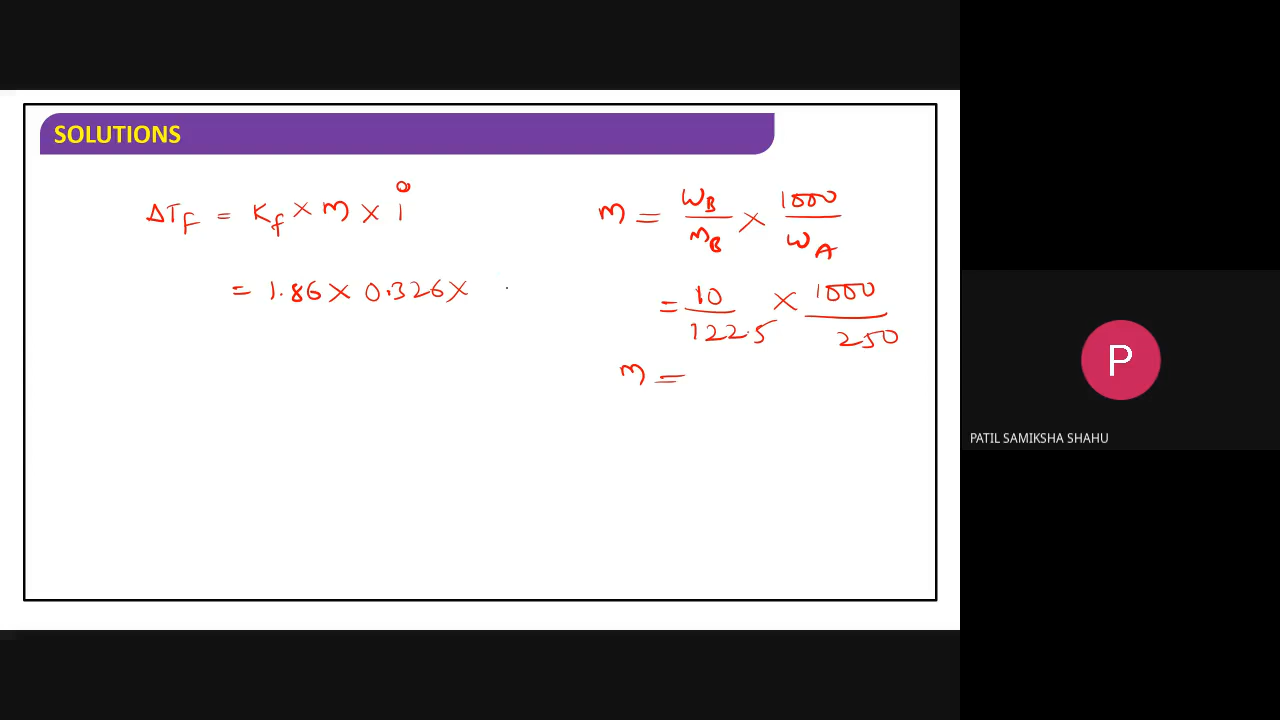 SOLUTIONS
ΔTf = Kf × m × i
= 1.86 × 0.326 ×
m = WB/MB × 1000/WA
= 10/122.5 × 1000/250
m =
P
PATIL SAMIKSHA SHAHU